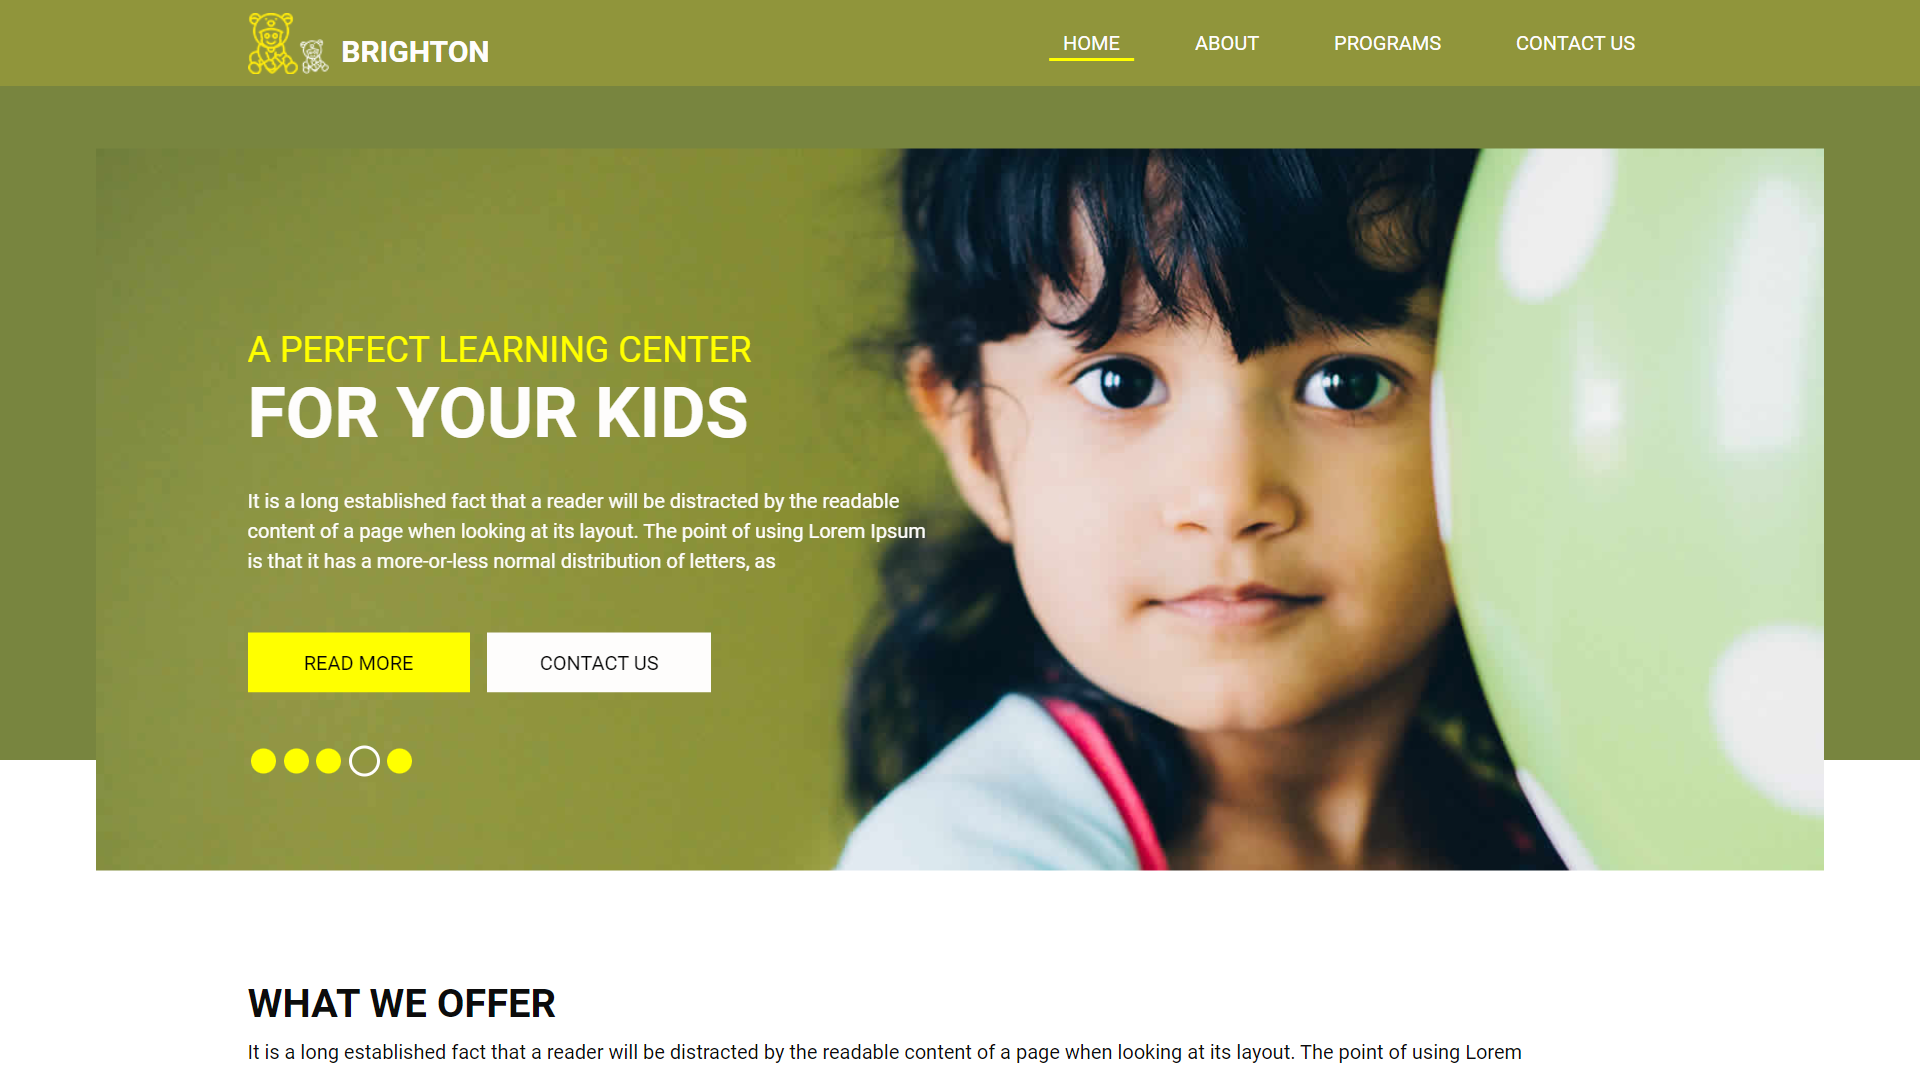 BRIGHTON
HOME
ABOUT
PROGRAMS
CONTACT US
A PERFECT LEARNING CENTER
FOR YOUR KIDS
It is a long established fact that a reader will be distracted by the readable
content of a page when looking at its layout. The point of using Lorem Ipsum
is that it has a more-or-less normal distribution of letters, as
READ MORE
CONTACT US
WHAT WE OFFER
It is a long established fact that a reader will be distracted by the readable content of a page when looking at its layout. The point of using Lorem